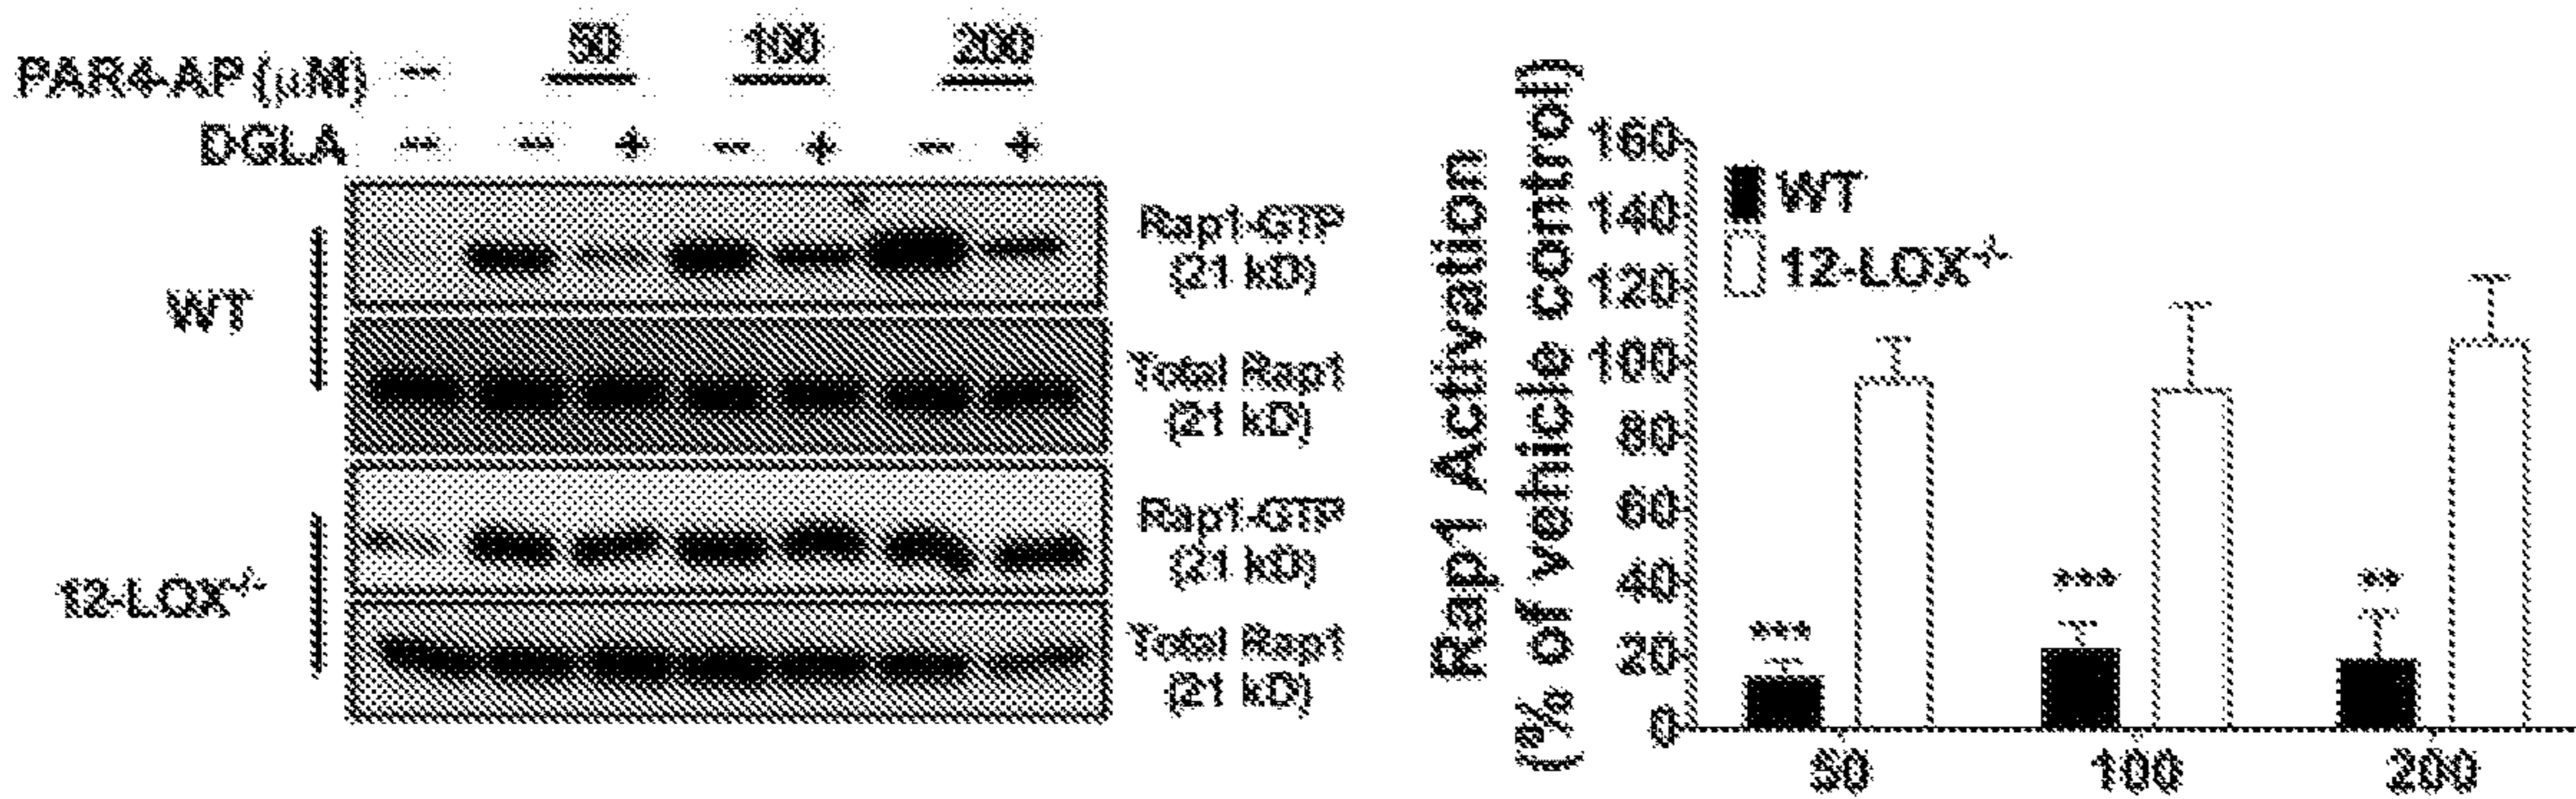 PAR4-AP (μM) -- 50 100 200
DGLA -- -- + -- + -- +
WT
Rap1-GTP
(21 kD)
Total Rap1
(21 kD)
12-LOX-/-
Rap1-GTP
(21 kD)
Total Rap1
(21 kD)
Rap1 Activation
(% of vehicle control)
160
140
120
100
80
60
40
20
0
WT
12-LOX-/-
***
***
**
50 100 200